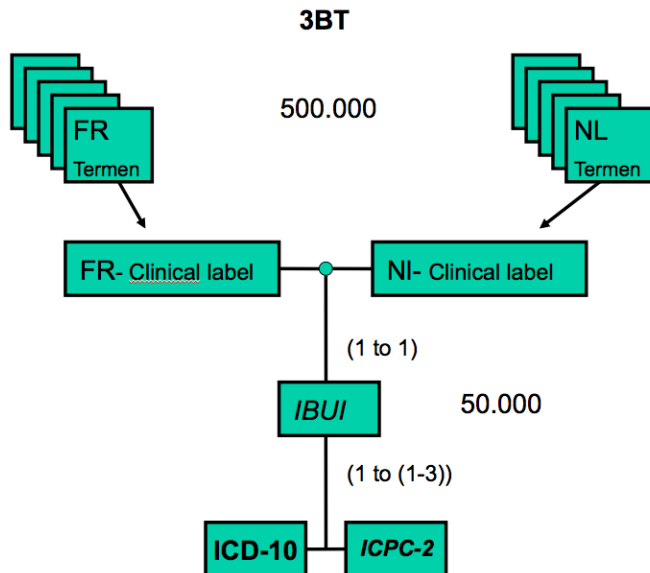 3BT
FR
Termen
500.000
NL
Termen
FR- Clinical label
Nl- Clinical label
(1 to 1)
IBUI
50.000
(1 to (1-3))
ICD-10
ICPC-2